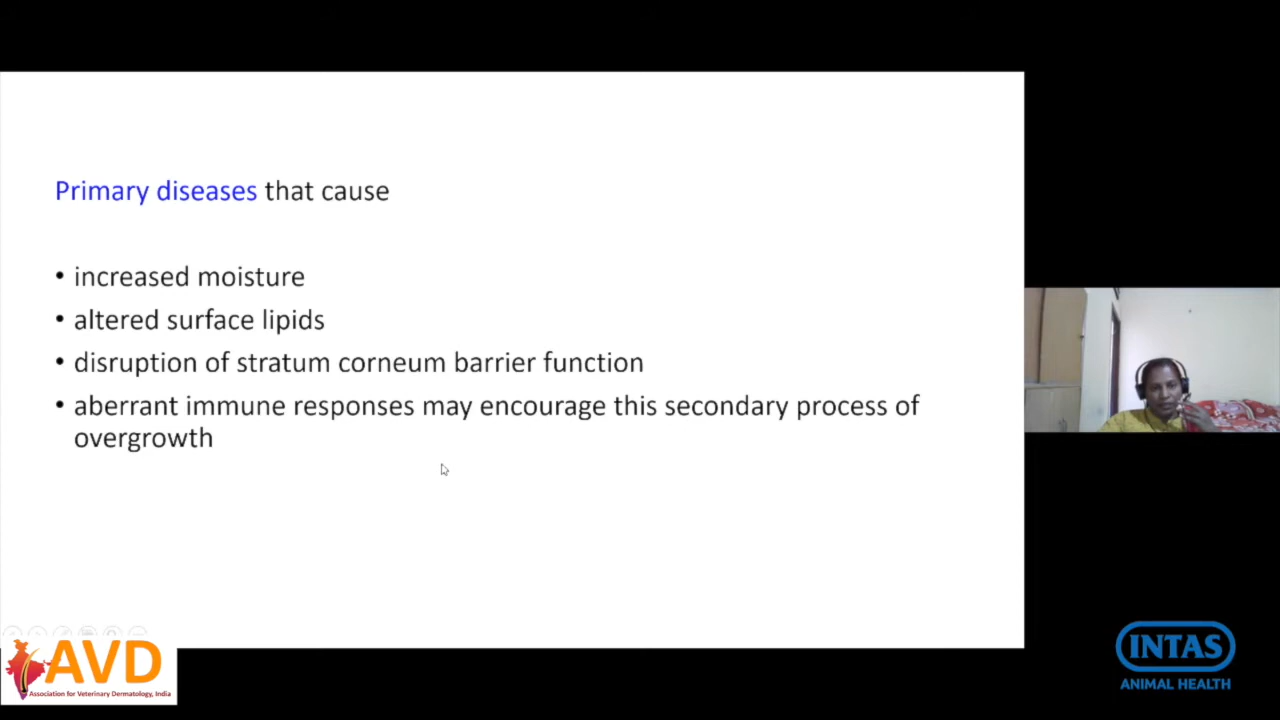 Primary diseases that cause
• increased moisture
• altered surface lipids
• disruption of stratum corneum barrier function
• aberrant immune responses may encourage this secondary process of
overgrowth
AVD
Association for Veterinary Dermatology, India
INTAS
ANIMAL HEALTH